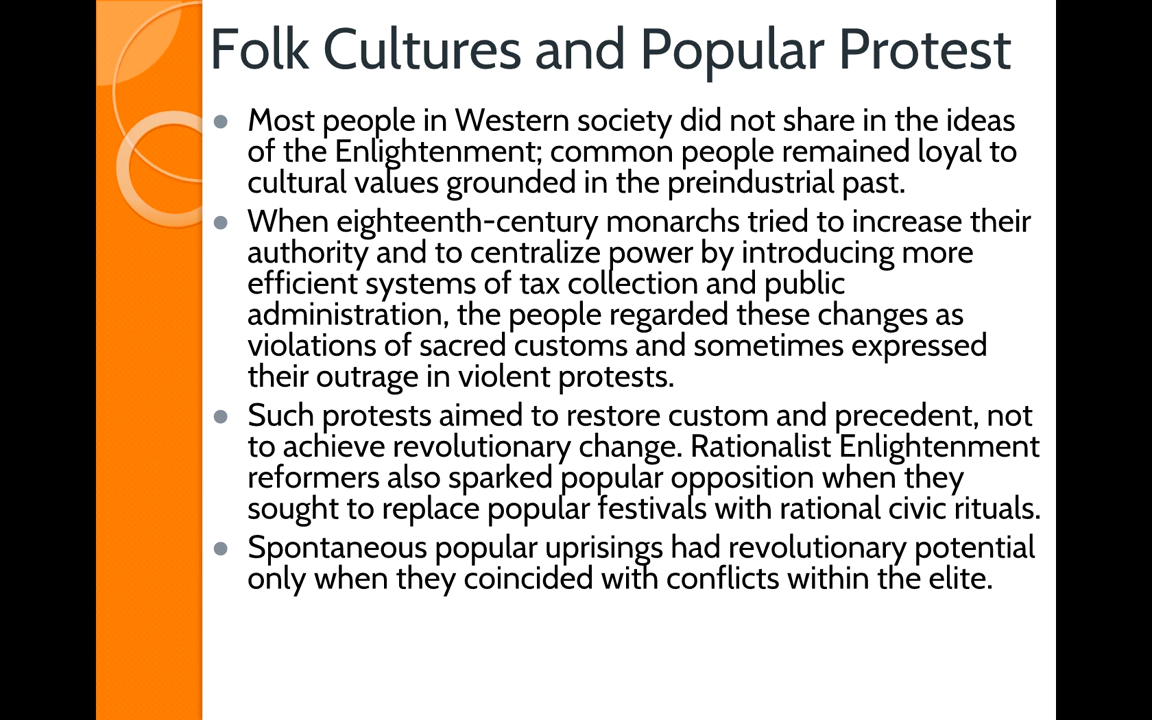 Folk Cultures and Popular Protest
Most people in Western society did not share in the ideas
of the Enlightenment; common people remained loyal to
cultural values grounded in the preindustrial past.
When eighteenth-century monarchs tried to increase their
authority and to centralize power by introducing more
efficient systems of tax collection and public
administration, the people regarded these changes as
violations of sacred customs and sometimes expressed
their outrage in violent protests.
Such protests aimed to restore custom and precedent, not
to achieve revolutionary change. Rationalist Enlightenment
reformers also sparked popular opposition when they
sought to replace popular festivals with rational civic rituals.
Spontaneous popular uprisings had revolutionary potential
only when they coincided with conflicts within the elite.